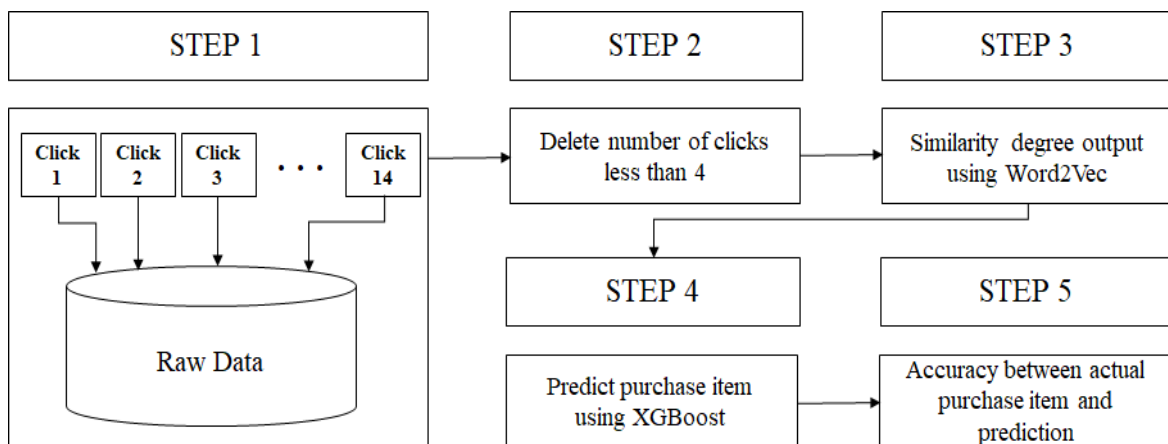 STEP 1
STEP 2
STEP 3
Click
1
Click
2
Click
3
. . .
Click
14
Raw Data
Delete number of clicks
less than 4
Similarity degree output
using Word2Vec
STEP 4
STEP 5
Predict purchase item
using XGBoost
Accuracy between actual
purchase item and
prediction